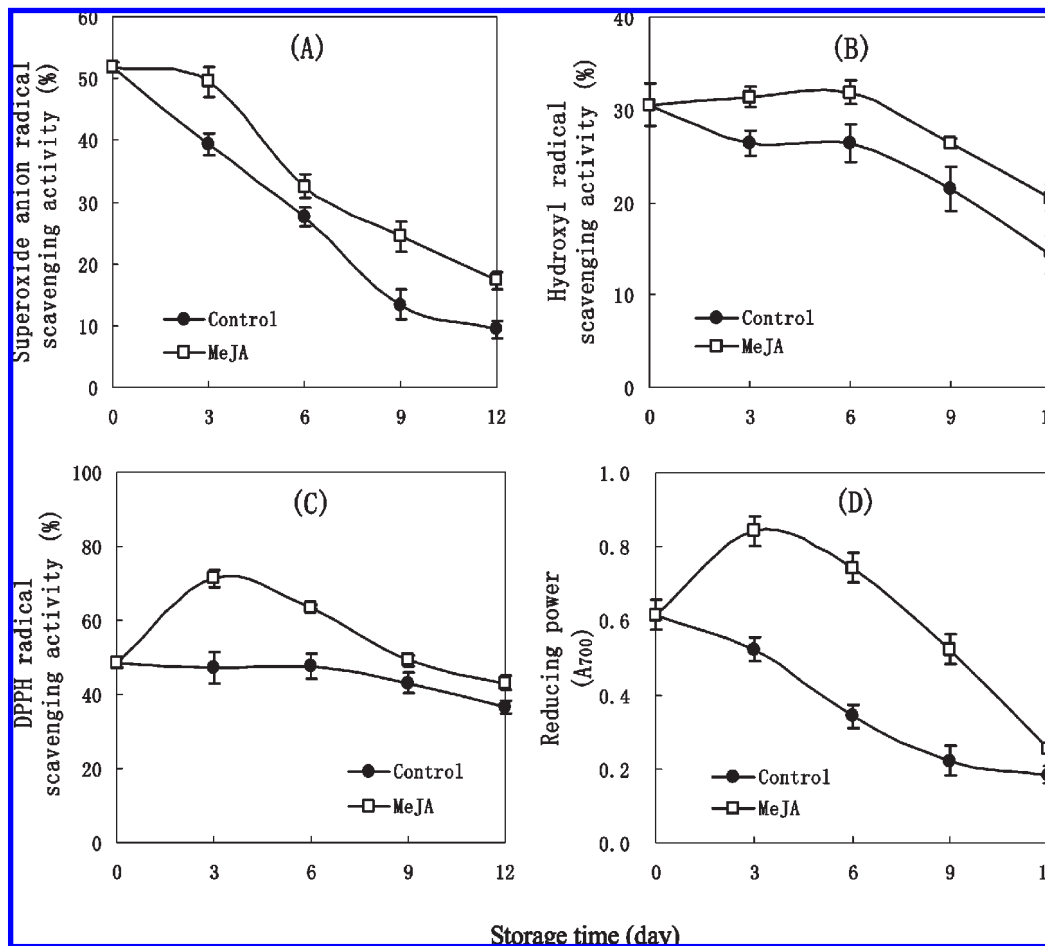 (A)
Superoxide anion radical
scavenging activity (%)
60
50
40
30
20
10
0
Control
MeJA
0 3 6 9 12
(B)
Hydroxyl radical
scavenging activity (%)
40
30
20
10
0
Control
MeJA
0 3 6 9 1
(C)
DPPH radical
scavenging activity (%)
100
80
60
40
20
0
Control
MeJA
0 3 6 9 12
(D)
Reducing power
(A700)
1.0
0.8
0.6
0.4
0.2
0.0
Control
MeJA
0 3 6 9 1
Storage time (day)